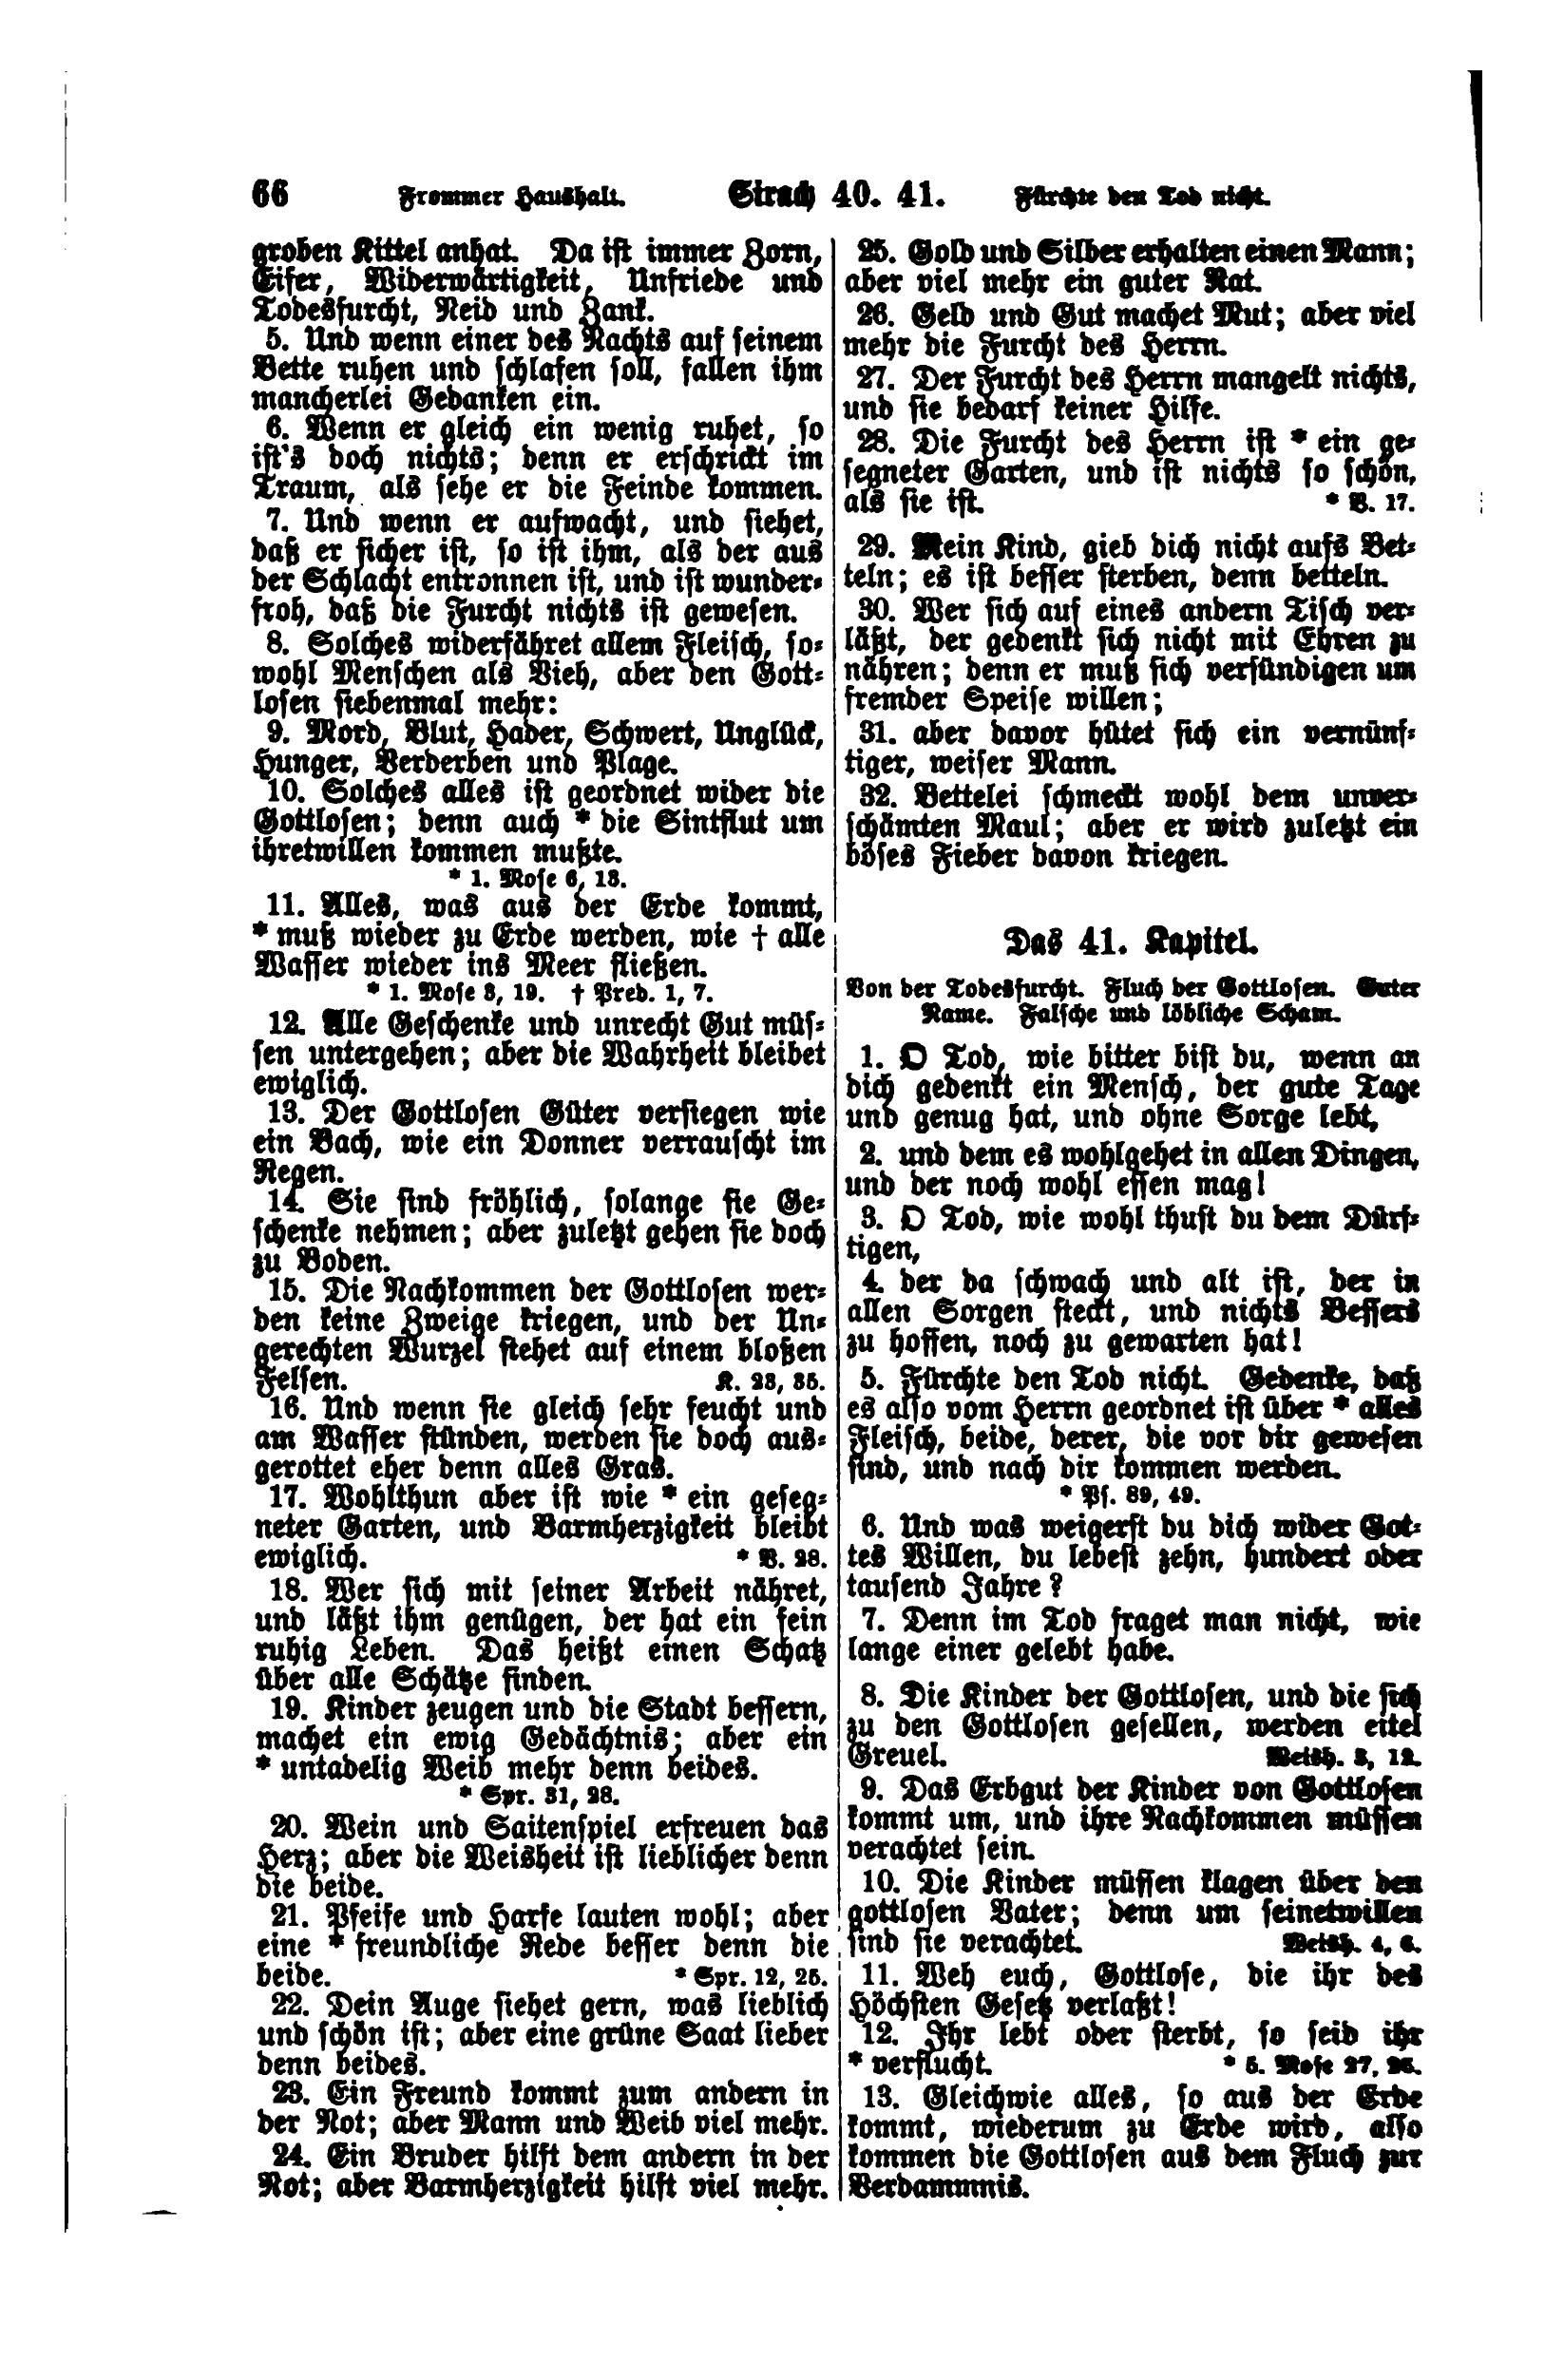 66 Frommer Haushalt. Sirach 40. 41. Fürchte den Tod nicht.
groben Kittel anhat. Da ist immer Zorn,
Eifer, Widerwärtigkeit, Unfriede und
Todesfurcht, Neid und Zank.
5. Und wenn einer des Nachts auf seinem
Bette ruhen und schlafen soll, fallen ihm
mancherlei Gedanken ein.
6. Wenn er gleich ein wenig ruhet, so
ist's doch nichts; denn er erschrickt im
Traum, als sehe er die Feinde kommen.
7. Und wenn er aufwacht, und siehet,
daß er sicher ist, so ist ihm, als der aus
der Schlacht entronnen ist, und ist wunder-
froh, daß die Furcht nichts ist gewesen.
8. Solches widerfähret allem Fleisch, so-
wohl Menschen als Vieh, aber den Gott-
losen siebenmal mehr:
9. Mord, Blut, Hader, Schwert, Unglück,
Hunger, Verderben und Plage.
10. Solches alles ist geordnet wider die
Gottlosen; denn auch * die Sintflut um
ihretwillen kommen mußte.
* 1. Mose 6, 13.
11. Alles, was aus der Erde kommt,
* muß wieder zu Erde werden, wie † alle
Wasser wieder ins Meer fließen.
* 1. Mose 3, 19. † Pred. 1, 7.
12. Alle Geschenke und unrecht Gut müs-
sen untergehen; aber die Wahrheit bleibet
ewiglich.
13. Der Gottlosen Güter versiegen wie
ein Bach, wie ein Donner verrauscht im
Regen.
14. Sie sind fröhlich, solange sie Ge-
schenke nehmen; aber zuletzt gehen sie doch
zu Boden.
15. Die Nachkommen der Gottlosen wer-
den keine Zweige kriegen, und der Un-
gerechten Wurzel stehet auf einem bloßen
Felsen. K. 23, 35.
16. Und wenn sie gleich sehr feucht und
am Wasser stünden, werden sie doch aus-
gerottet eher denn alles Gras.
17. Wohlthun aber ist wie * ein geseg-
neter Garten, und Barmherzigkeit bleibt
ewiglich. * V. 28.
18. Wer sich mit seiner Arbeit nähret,
und läßt ihm genügen, der hat ein fein
ruhig Leben. Das heißt einen Schatz
über alle Schätze finden.
19. Kinder zeugen und die Stadt bessern,
machet ein ewig Gedächtnis; aber ein
* untadelig Weib mehr denn beides.
* Spr. 31, 28.
20. Wein und Saitenspiel erfreuen das
Herz; aber die Weisheit ist lieblicher denn
die beide.
21. Pfeife und Harfe lauten wohl; aber
eine * freundliche Rede besser denn die
beide. * Spr. 12, 25.
22. Dein Auge siehet gern, was lieblich
und schön ist; aber eine grüne Saat lieber
denn beides.
23. Ein Freund kommt zum andern in
der Not; aber Mann und Weib viel mehr.
24. Ein Bruder hilft dem andern in der
Not; aber Barmherzigkeit hilft viel mehr.
25. Gold und Silber erhalten einen Mann;
aber viel mehr ein guter Rat.
26. Geld und Gut machet Mut; aber viel
mehr die Furcht des Herrn.
27. Der Furcht des Herrn mangelt nichts,
und sie bedarf keiner Hilfe.
28. Die Furcht des Herrn ist * ein ge-
segneter Garten, und ist nichts so schön,
als sie ist. * V. 17.
29. Mein Kind, gieb dich nicht aufs Bet-
teln; es ist besser sterben, denn betteln.
30. Wer sich auf eines andern Tisch ver-
läßt, der gedenkt sich nicht mit Ehren zu
nähren; denn er muß sich versündigen um
fremder Speise willen;
31. aber davor hütet sich ein vernünf-
tiger, weiser Mann.
32. Bettelei schmeckt wohl dem unver-
schämten Maul; aber er wird zuletzt ein
böses Fieber davon kriegen.
Das 41. Kapitel.
Von der Todesfurcht. Fluch der Gottlosen. Guter
Name. Falsche und löbliche Scham.
1. O Tod, wie bitter bist du, wenn an
dich gedenkt ein Mensch, der gute Tage
und genug hat, und ohne Sorge lebt,
2. und dem es wohlgehet in allen Dingen,
und der noch wohl essen mag!
3. O Tod, wie wohl thust du dem Dürf-
tigen,
4. der da schwach und alt ist, der in
allen Sorgen steckt, und nichts Bessers
zu hoffen, noch zu gewarten hat!
5. Fürchte den Tod nicht. Gedenke, daß
es also vom Herrn geordnet ist über * alles
Fleisch, beide, derer, die vor dir gewesen
sind, und nach dir kommen werden.
* Ps. 89, 49.
6. Und was weigerst du dich wider Got-
tes Willen, du lebest zehn, hundert oder
tausend Jahre?
7. Denn im Tod fraget man nicht, wie
lange einer gelebt habe.
8. Die Kinder der Gottlosen, und die sich
zu den Gottlosen gesellen, werden eitel
Greuel. Weish. 3, 12.
9. Das Erbgut der Kinder von Gottlosen
kommt um, und ihre Nachkommen müssen
verachtet sein.
10. Die Kinder müssen klagen über den
gottlosen Vater; denn um seinetwillen
sind sie verachtet. Weish. 4, 6.
11. Weh euch, Gottlose, die ihr des
Höchsten Gesetz verlaßt!
12. Ihr lebt oder sterbt, so seid ihr
* verflucht. * 5. Mose 27, 26.
13. Gleichwie alles, so aus der Erde
kommt, wiederum zu Erde wird, also
kommen die Gottlosen aus dem Fluch zur
Verdammnis.